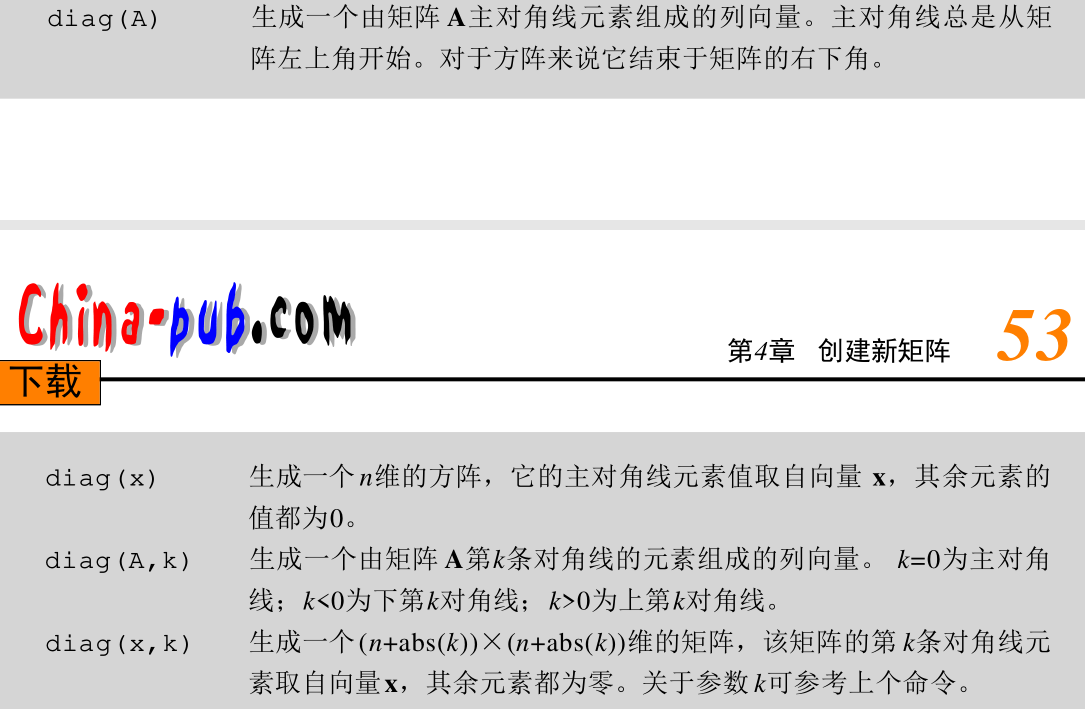 diag(A) 生成一个由矩阵 A主对角线元素组成的列向量。主对角线总是从矩
阵左上角开始。对于方阵来说它结束于矩阵的右下角。
China-pub.com
第4章 创建新矩阵 53
下载
diag(x) 生成一个n维的方阵，它的主对角线元素值取自向量 x，其余元素的
值都为0。
diag(A,k) 生成一个由矩阵 A第k条对角线的元素组成的列向量。 k=0为主对角
线；k<0为下第k对角线；k>0为上第k对角线。
diag(x,k) 生成一个(n+abs(k))×(n+abs(k))维的矩阵，该矩阵的第 k条对角线元
素取自向量x，其余元素都为零。关于参数k可参考上个命令。